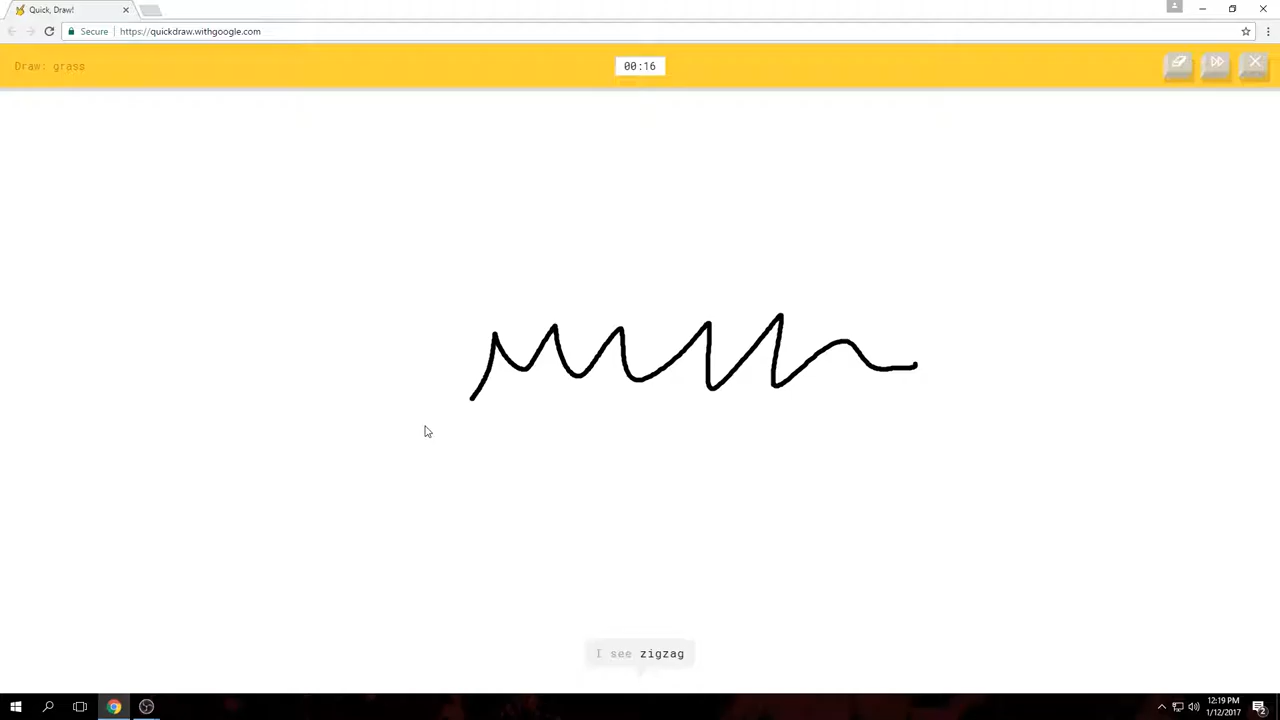 Quick, Draw!
Secure https://quickdraw.withgoogle.com
Draw: grass
00:16
I see zigzag
12:19 PM
1/12/2017
2